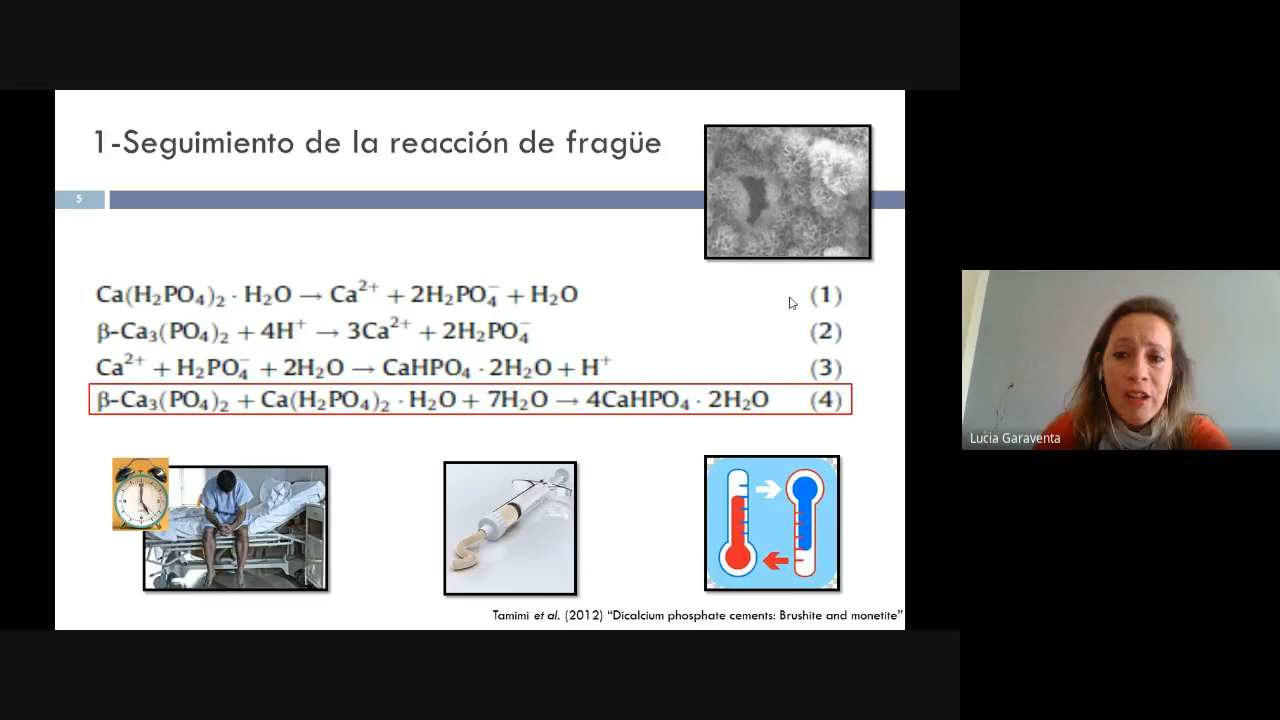 1-Seguimiento de la reacción de fragüe
5
Ca(H₂PO₄)₂ · H₂O → Ca²⁺ + 2H₂PO₄⁻ + H₂O (1)
β-Ca₃(PO₄)₂ + 4H⁺ → 3Ca²⁺ + 2H₂PO₄⁻ (2)
Ca²⁺ + H₂PO₄⁻ + 2H₂O → CaHPO₄ · 2H₂O + H⁺ (3)
β-Ca₃(PO₄)₂ + Ca(H₂PO₄)₂ · H₂O + 7H₂O → 4CaHPO₄ · 2H₂O (4)
Tamimi et al. (2012) “Dicalcium phosphate cements: Brushite and monetite”
Lucia Garaventa